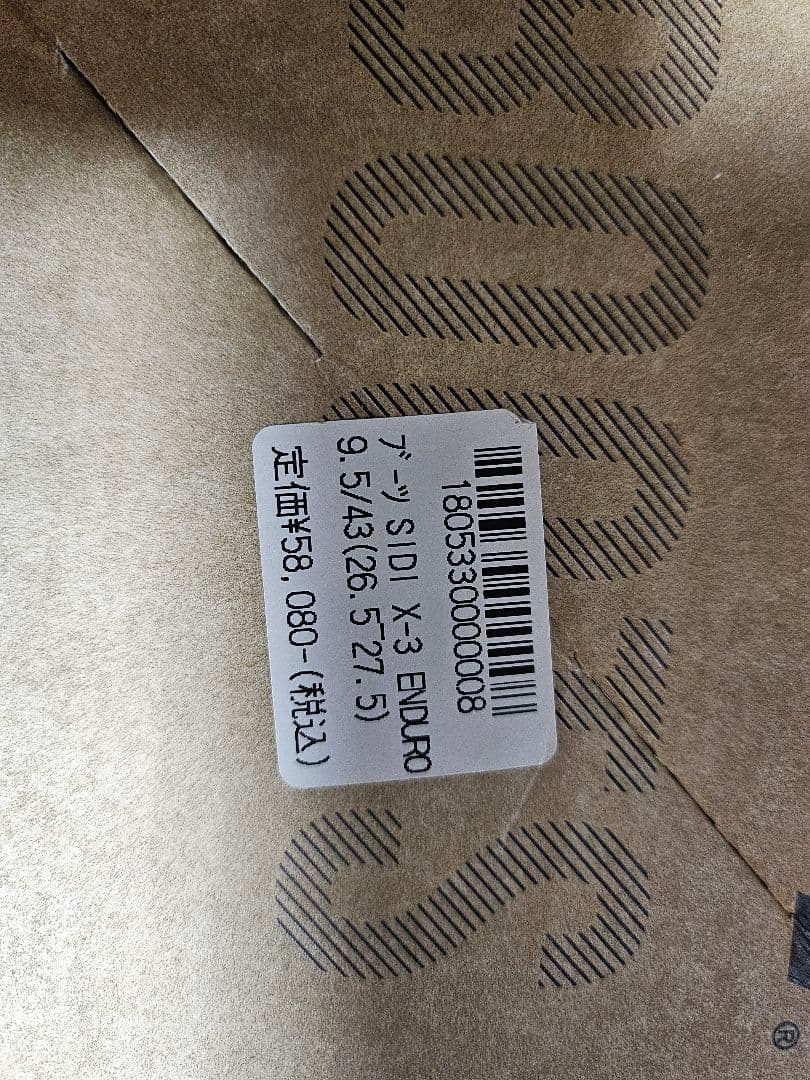 1805330000008
ブーツ SIDI X-3 ENDURO
9.5/43(26.5~27.5)
定価¥58,080-(税込)
®